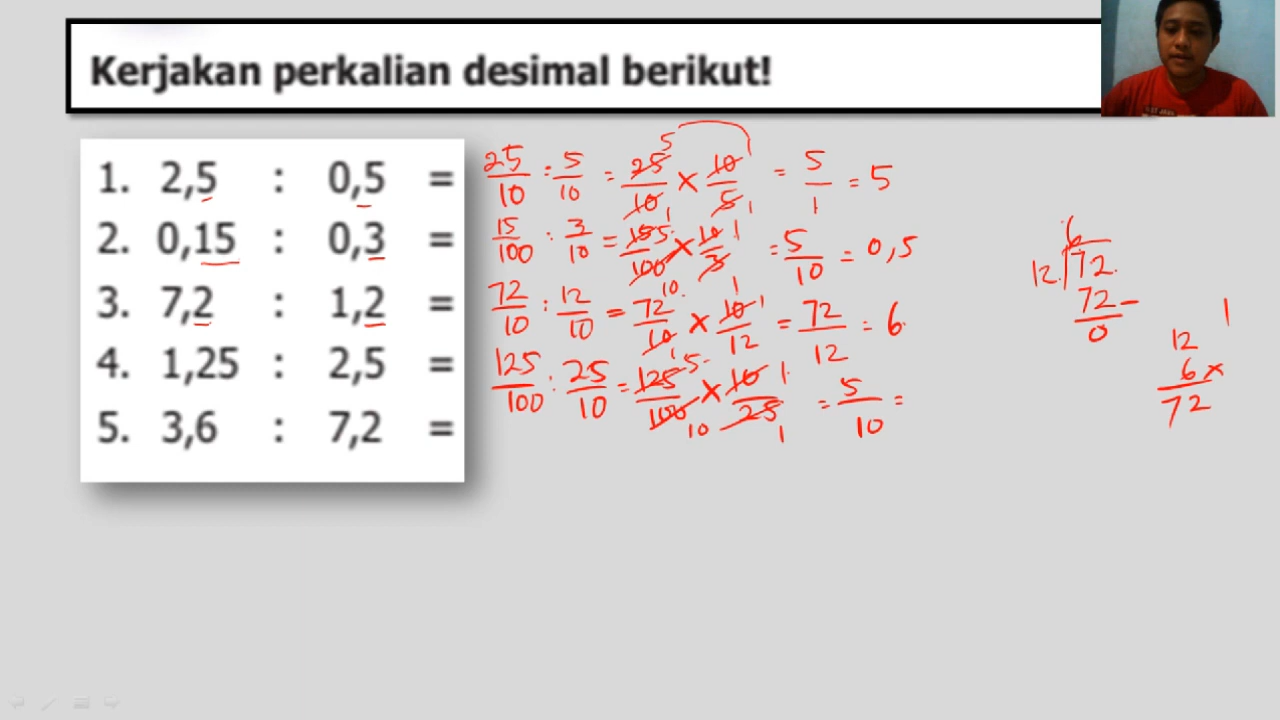 Kerjakan perkalian desimal berikut!
1. 2,5 : 0,5 = 25/10 : 5/10 = 25/10 × 10/5 = 5/1 = 5
2. 0,15 : 0,3 = 15/100 : 3/10 = 15/100 × 10/3 = 5/10 = 0,5
3. 7,2 : 1,2 = 72/10 : 12/10 = 72/10 × 10/12 = 72/12 = 6
4. 1,25 : 2,5 = 125/100 : 25/10 = 125/100 × 10/25 = 5/10 =
5. 3,6 : 7,2 =
6
12 72
72 -
0
1
12
6 ×
72